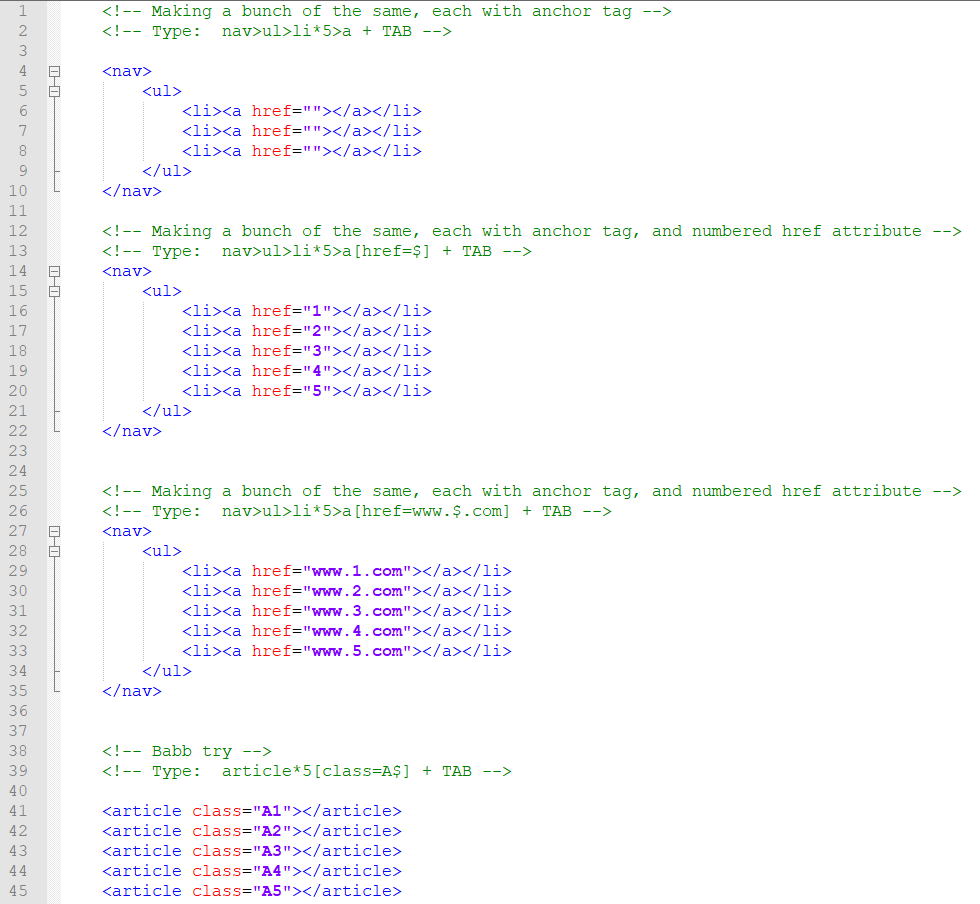 1 <!-- Making a bunch of the same, each with anchor tag -->
2 <!-- Type:  nav>ul>li*5>a + TAB -->
3
4 <nav>
5     <ul>
6         <li><a href=""></a></li>
7         <li><a href=""></a></li>
8         <li><a href=""></a></li>
9     </ul>
10 </nav>
11
12 <!-- Making a bunch of the same, each with anchor tag, and numbered href attribute -->
13 <!-- Type:  nav>ul>li*5>a[href=$] + TAB -->
14 <nav>
15     <ul>
16         <li><a href="1"></a></li>
17         <li><a href="2"></a></li>
18         <li><a href="3"></a></li>
19         <li><a href="4"></a></li>
20         <li><a href="5"></a></li>
21     </ul>
22 </nav>
23
24
25 <!-- Making a bunch of the same, each with anchor tag, and numbered href attribute -->
26 <!-- Type:  nav>ul>li*5>a[href=www.$.com] + TAB -->
27 <nav>
28     <ul>
29         <li><a href="www.1.com"></a></li>
30         <li><a href="www.2.com"></a></li>
31         <li><a href="www.3.com"></a></li>
32         <li><a href="www.4.com"></a></li>
33         <li><a href="www.5.com"></a></li>
34     </ul>
35 </nav>
36
37
38 <!-- Babb try -->
39 <!-- Type:  article*5[class=A$] + TAB -->
40
41 <article class="A1"></article>
42 <article class="A2"></article>
43 <article class="A3"></article>
44 <article class="A4"></article>
45 <article class="A5"></article>